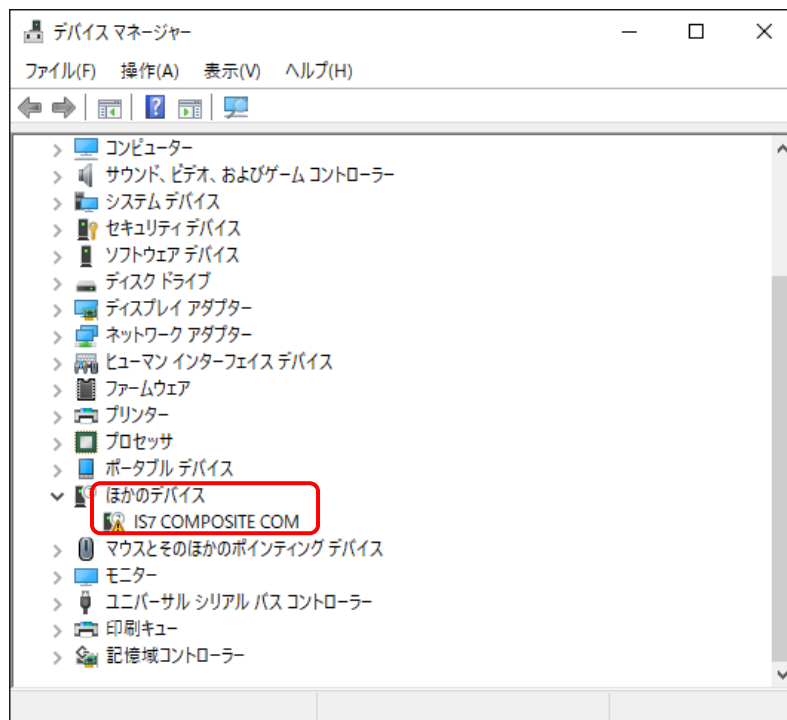 デバイス マネージャー
ファイル(F) 操作(A) 表示(V) ヘルプ(H)
コンピューター
サウンド、ビデオ、およびゲーム コントローラー
システム デバイス
セキュリティ デバイス
ソフトウェア デバイス
ディスク ドライブ
ディスプレイ アダプター
ネットワーク アダプター
ヒューマン インターフェイス デバイス
ファームウェア
プリンター
プロセッサ
ポータブル デバイス
ほかのデバイス
IS7 COMPOSITE COM
マウスとそのほかのポインティング デバイス
モニター
ユニバーサル シリアル バス コントローラー
印刷キュー
記憶域コントローラー